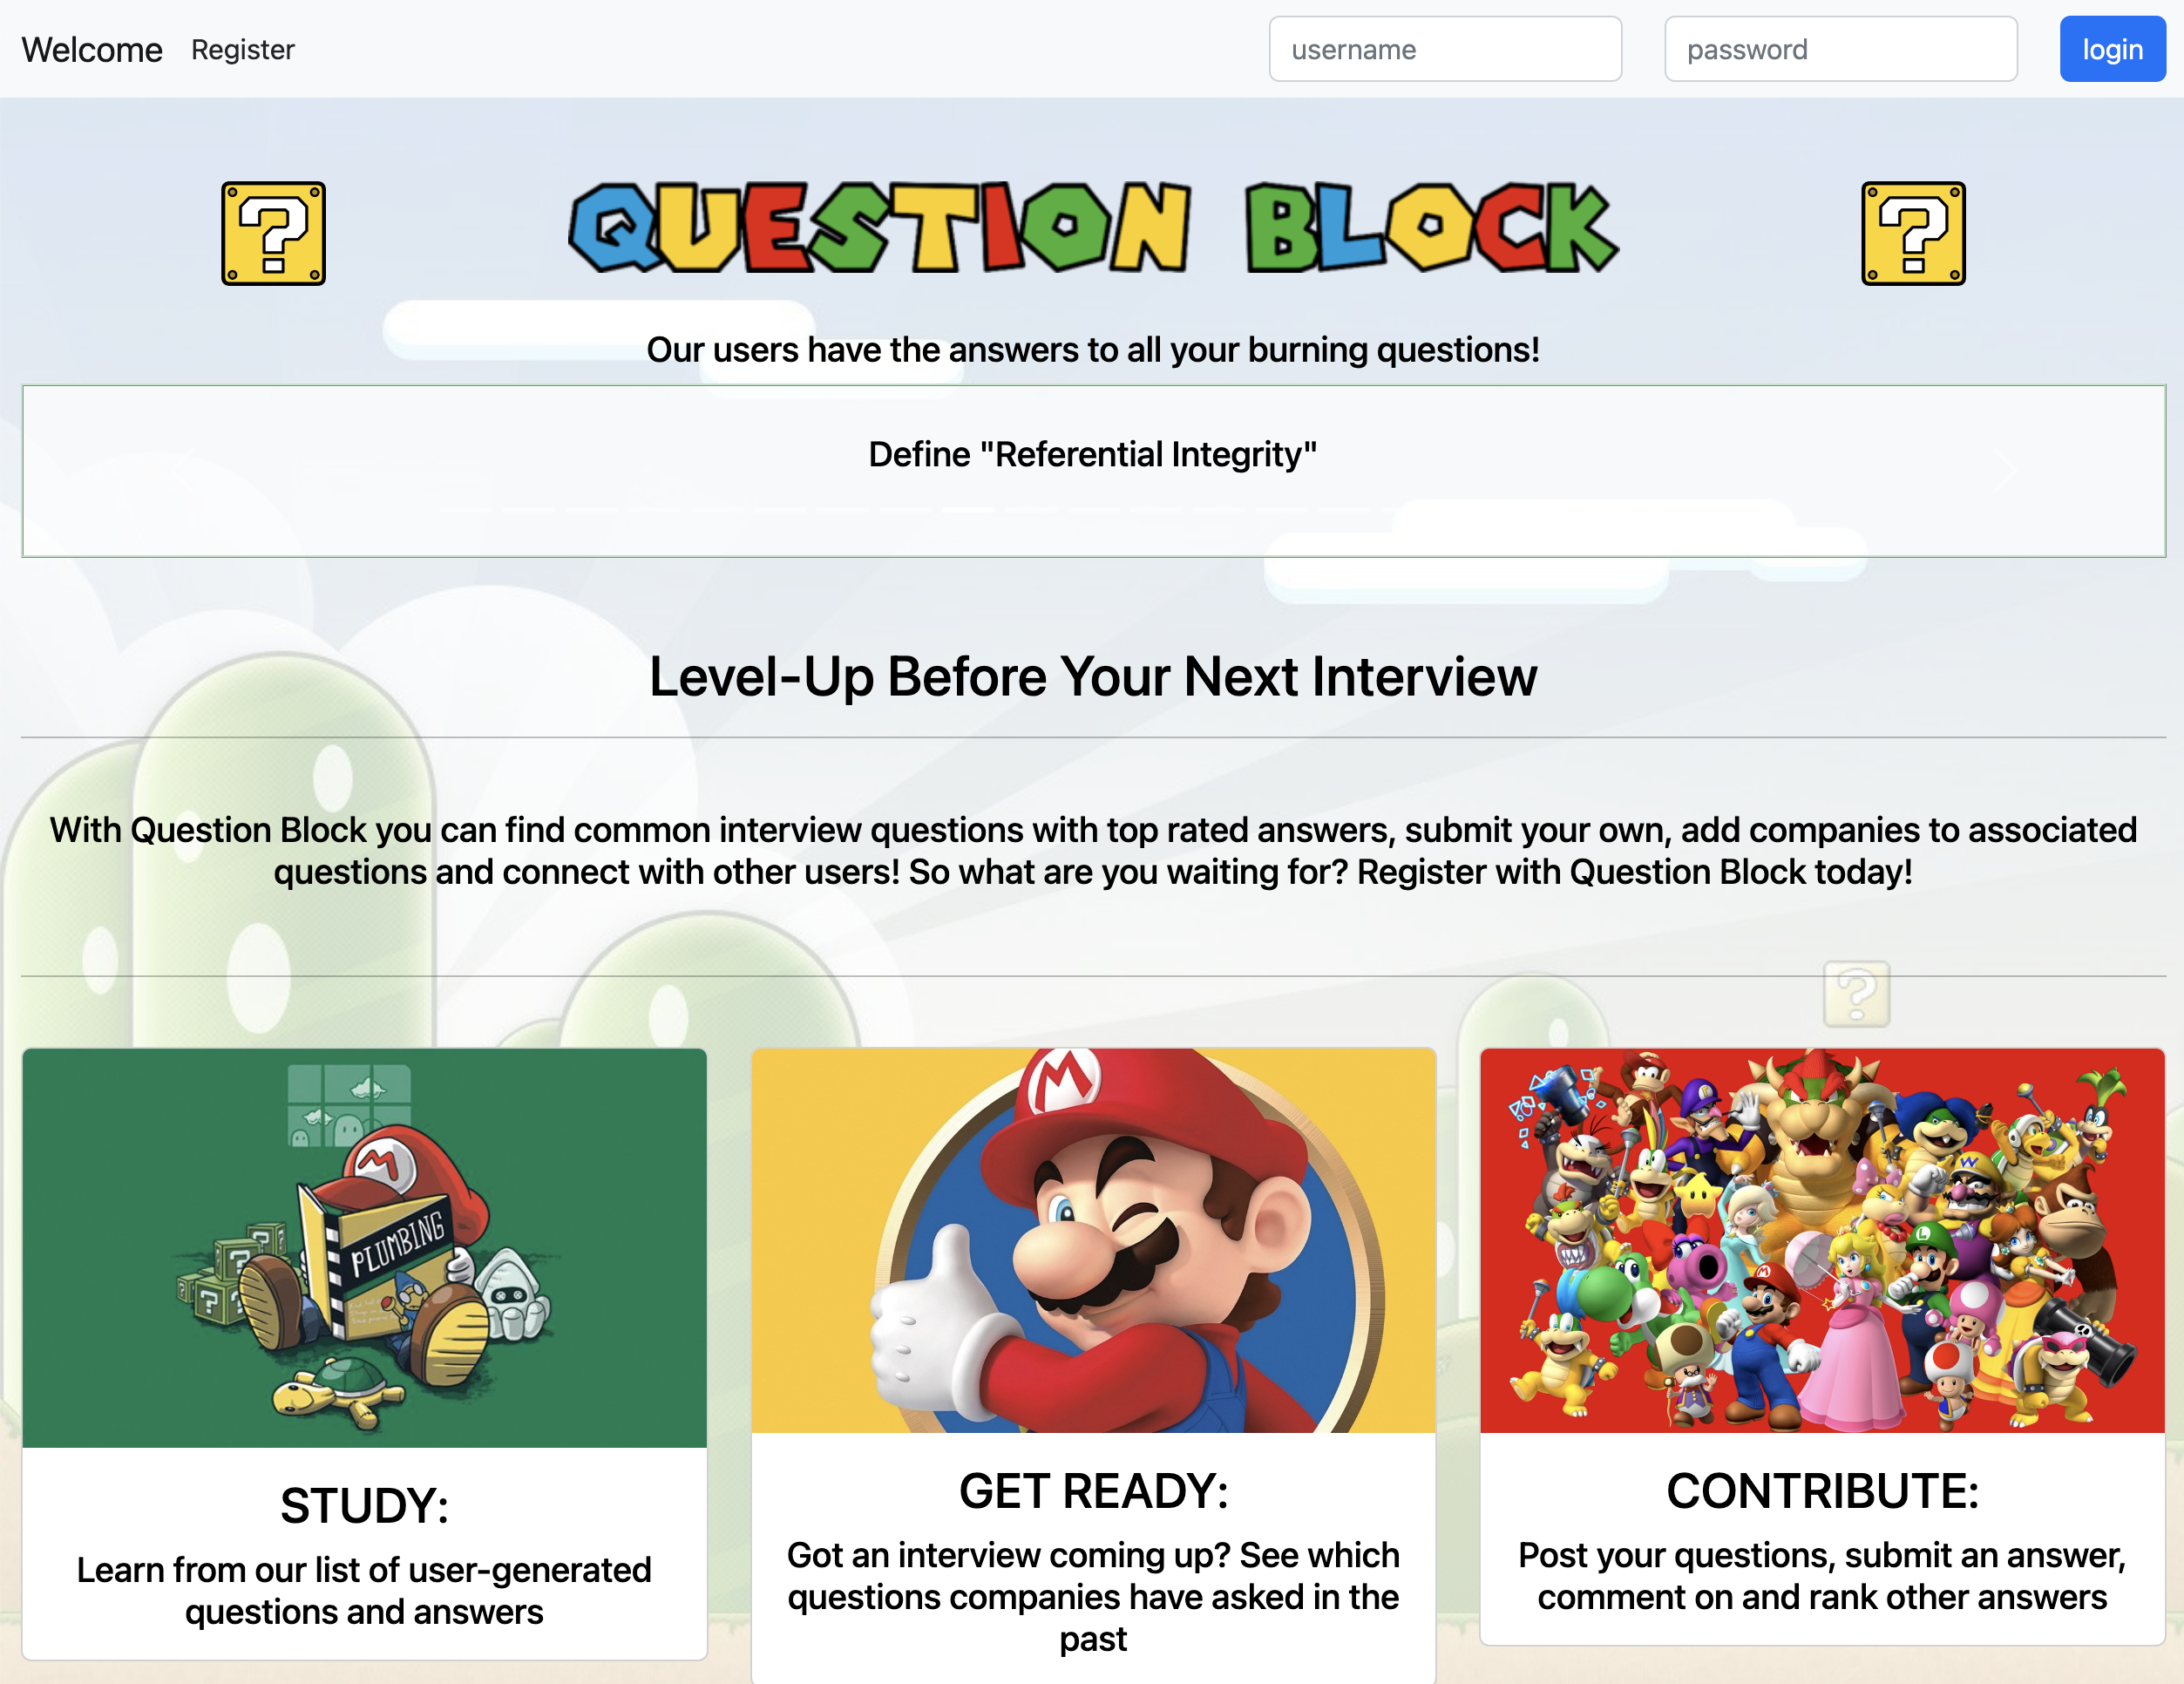 Welcome Register username password login
QUESTION BLOCK
Our users have the answers to all your burning questions!
Define "Referential Integrity"
Level-Up Before Your Next Interview
With Question Block you can find common interview questions with top rated answers, submit your own, add companies to associated
questions and connect with other users! So what are you waiting for? Register with Question Block today!
PLUMBING
STUDY:
Learn from our list of user-generated
questions and answers
GET READY:
Got an interview coming up? See which
questions companies have asked in the
past
CONTRIBUTE:
Post your questions, submit an answer,
comment on and rank other answers